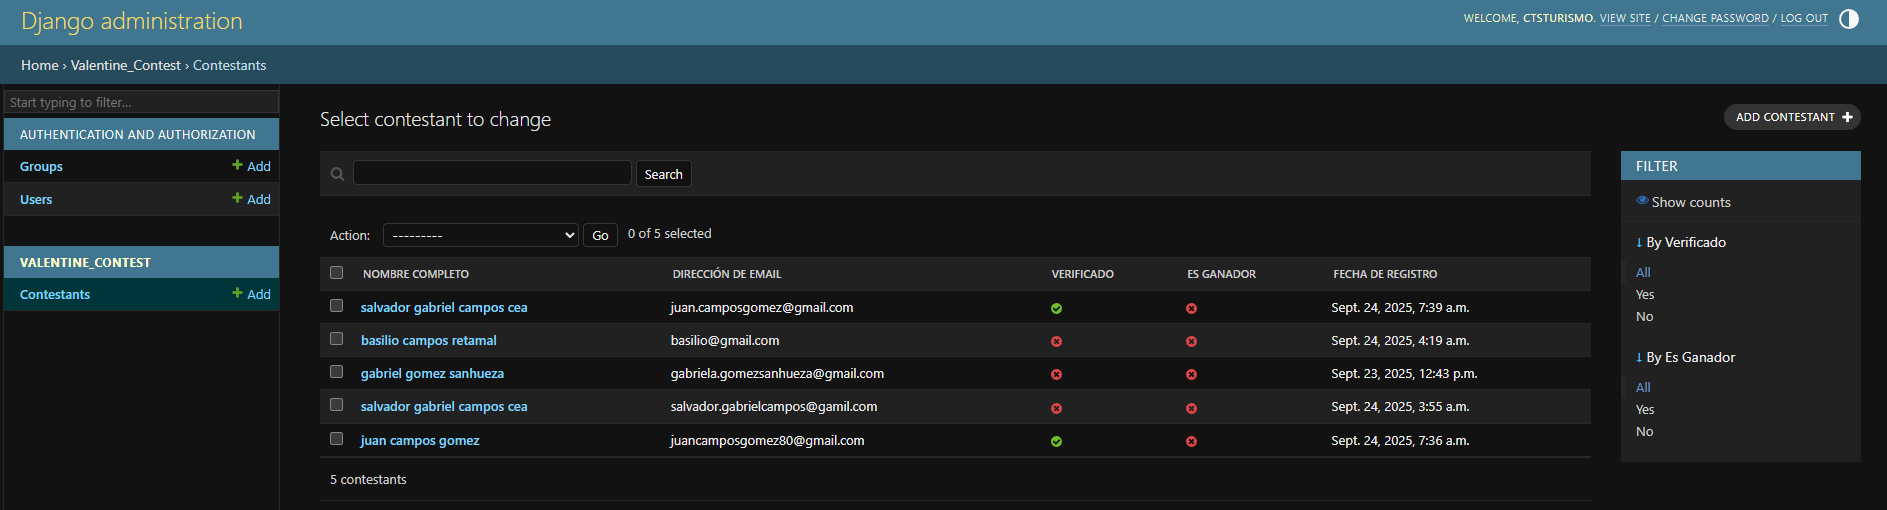 Django administration
WELCOME, CTSTURISMO. VIEW SITE / CHANGE PASSWORD / LOG OUT
Home › Valentine_Contest › Contestants
Start typing to filter...
AUTHENTICATION AND AUTHORIZATION
Groups + Add
Users + Add
VALENTINE_CONTEST
Contestants + Add
Select contestant to change
ADD CONTESTANT +
Search
Action: --------- Go 0 of 5 selected
NOMBRE COMPLETO DIRECCIÓN DE EMAIL VERIFICADO ES GANADOR FECHA DE REGISTRO
salvador gabriel campos cea juan.camposgomez@gmail.com Sept. 24, 2025, 7:39 a.m.
basilio campos retamal basilio@gmail.com Sept. 24, 2025, 4:19 a.m.
gabriel gomez sanhueza gabriela.gomezsanhueza@gmail.com Sept. 23, 2025, 12:43 p.m.
salvador gabriel campos cea salvador.gabrielcampos@gamil.com Sept. 24, 2025, 3:55 a.m.
juan campos gomez juancamposgomez80@gmail.com Sept. 24, 2025, 7:36 a.m.
5 contestants
FILTER
Show counts
↓ By Verificado
All
Yes
No
↓ By Es Ganador
All
Yes
No